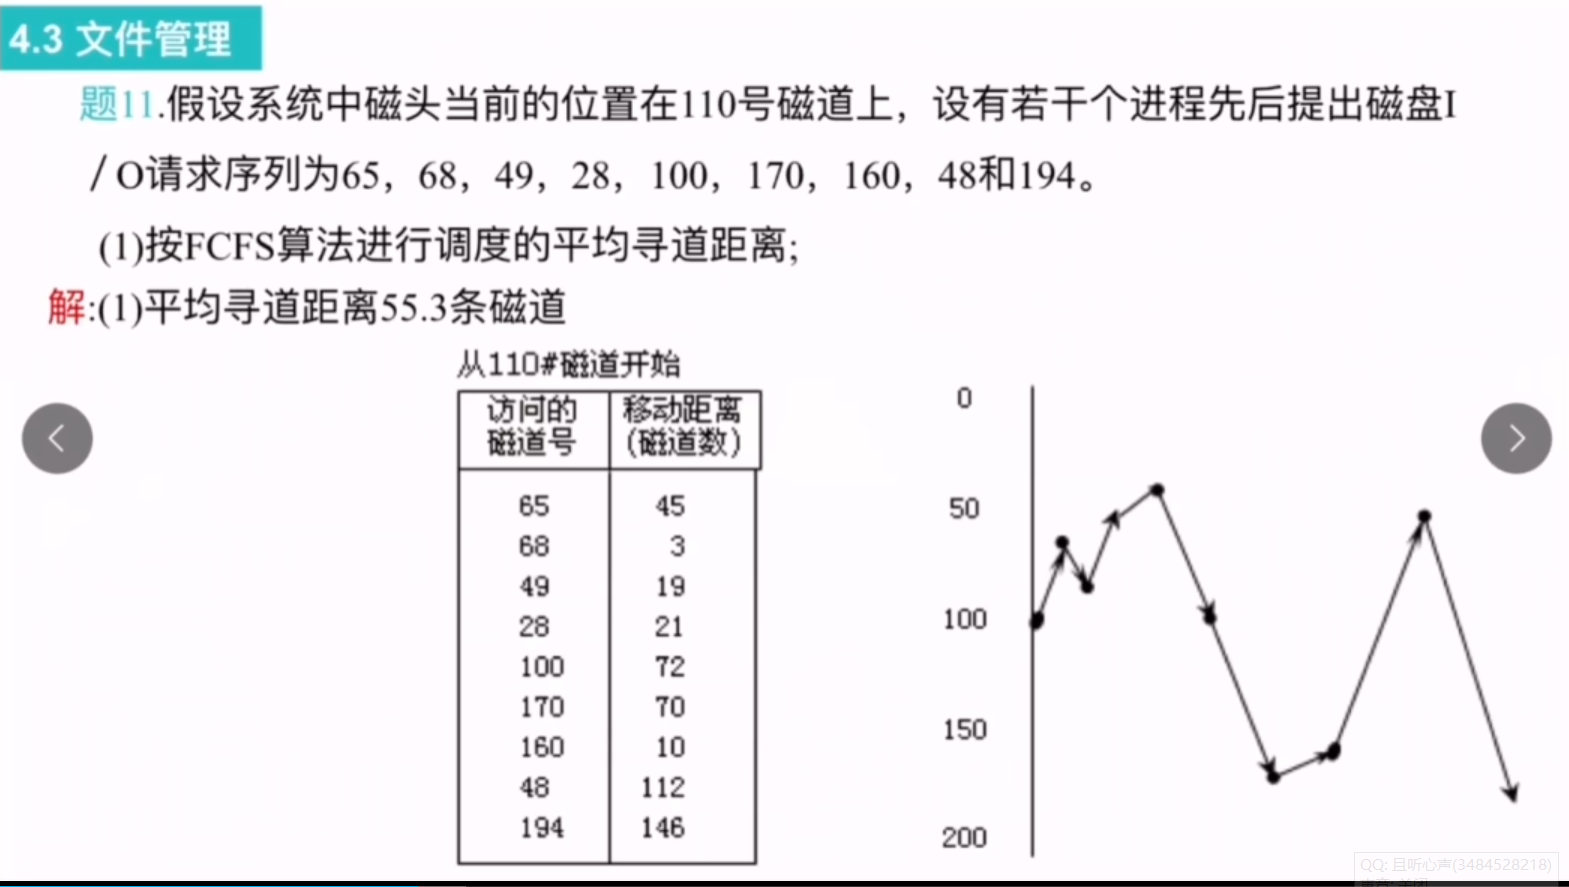 4.3 文件管理
题11.假设系统中磁头当前的位置在110号磁道上，设有若干个进程先后提出磁盘I
/O请求序列为65，68，49，28，100，170，160，48和194。
(1)按FCFS算法进行调度的平均寻道距离;
解:(1)平均寻道距离55.3条磁道
从110#磁道开始
访问的 移动距离
磁道号 (磁道数)
65 45
68 3
49 19
28 21
100 72
170 70
160 10
48 112
194 146
0
50
100
150
200
QQ: 且听心声(3484528218)